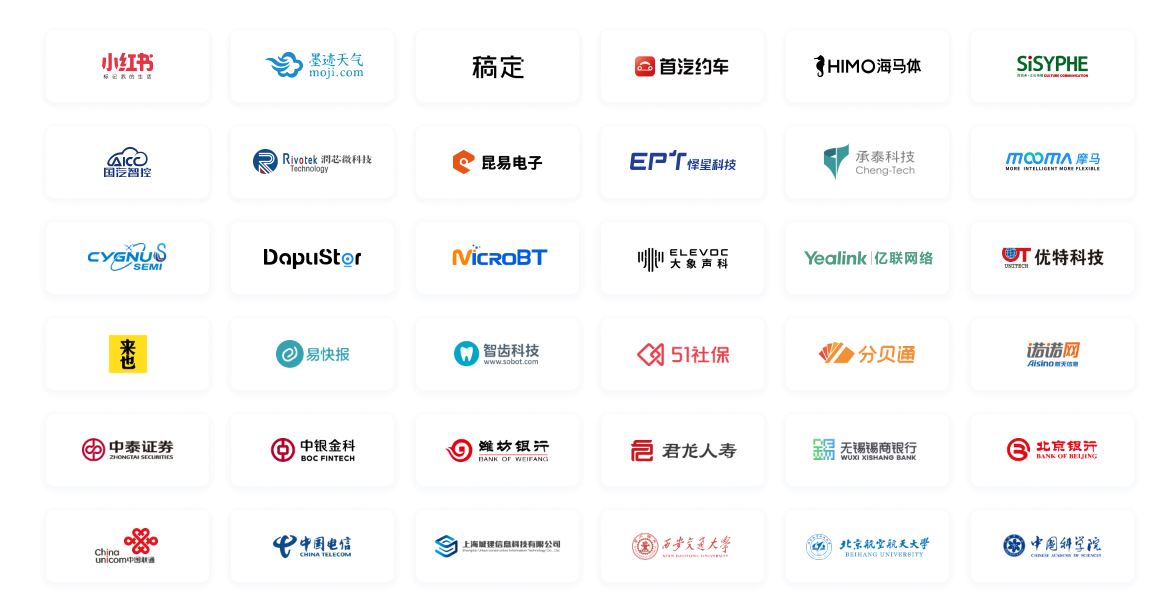 小红书
标记我的生活
墨迹天气
moji.com
稿定
首汽约车
HIMO海马体
SiSYPHE
AICC
国汽智控
Rivotek 润芯微科技
Technology
昆易电子
EPT 怿星科技
承泰科技
Cheng-Tech
MOOMA 摩马
MORE INTELLIGENT MORE FLEXIBLE
CYGNUS
SEMI
DapuStor
MicroBT
ELEVOC
大象声科
Yealink 亿联网络
UT
UNITECH
优特科技
来也
易快报
智齿科技
www.sobot.com
51社保
分贝通
诺诺网
Aisino 航天信息
中泰证券
ZHONGTAI SECURITIES
中银金科
BOC FINTECH
潍坊银行
BANK OF WEIFANG
君龙人寿
无锡锡商银行
WUXI XISHANG BANK
北京银行
BANK OF BEIJING
China
unicom中国联通
中国电信
CHINA TELECOM
上海城建信息科技有限公司
西安交通大学
XI'AN JIAOTONG UNIVERSITY
北京航空航天大学
BEIHANG UNIVERSITY
中国科学院
CHINESE ACADEMY OF SCIENCES